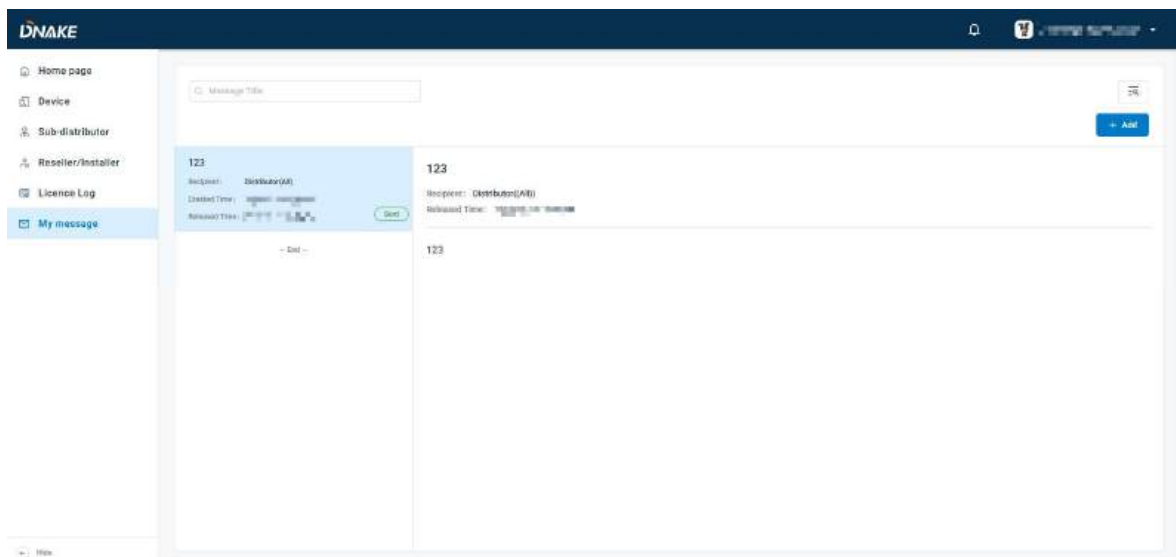 DNAKE
Home page
Device
Sub-distributor
Reseller/Installer
Licence Log
My message
Message Title
+ Add
123
Recipient: Distributor(All)
Created Time:
Released Time:
Sent
-- End --
123
Recipient: Distributor((All))
Released Time:
123